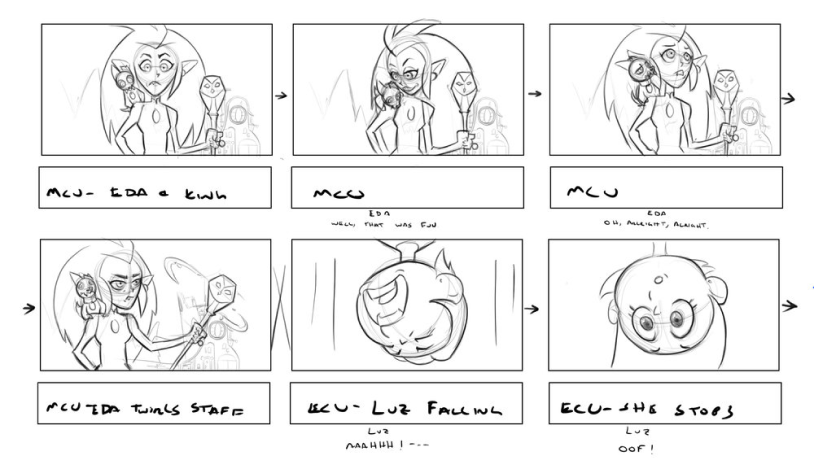 MCU- EDA & KING
MCU
EDA
WELL, THAT WAS FUN
MCU
EDA
OH, ALLRIGHT, ALRIGHT.
MCU-EDA TWIRLS STAFF
ECU- LUZ FALLING
LUZ
AAAHHH! ---
ECU- SHE STOPS
LUZ
OOF!